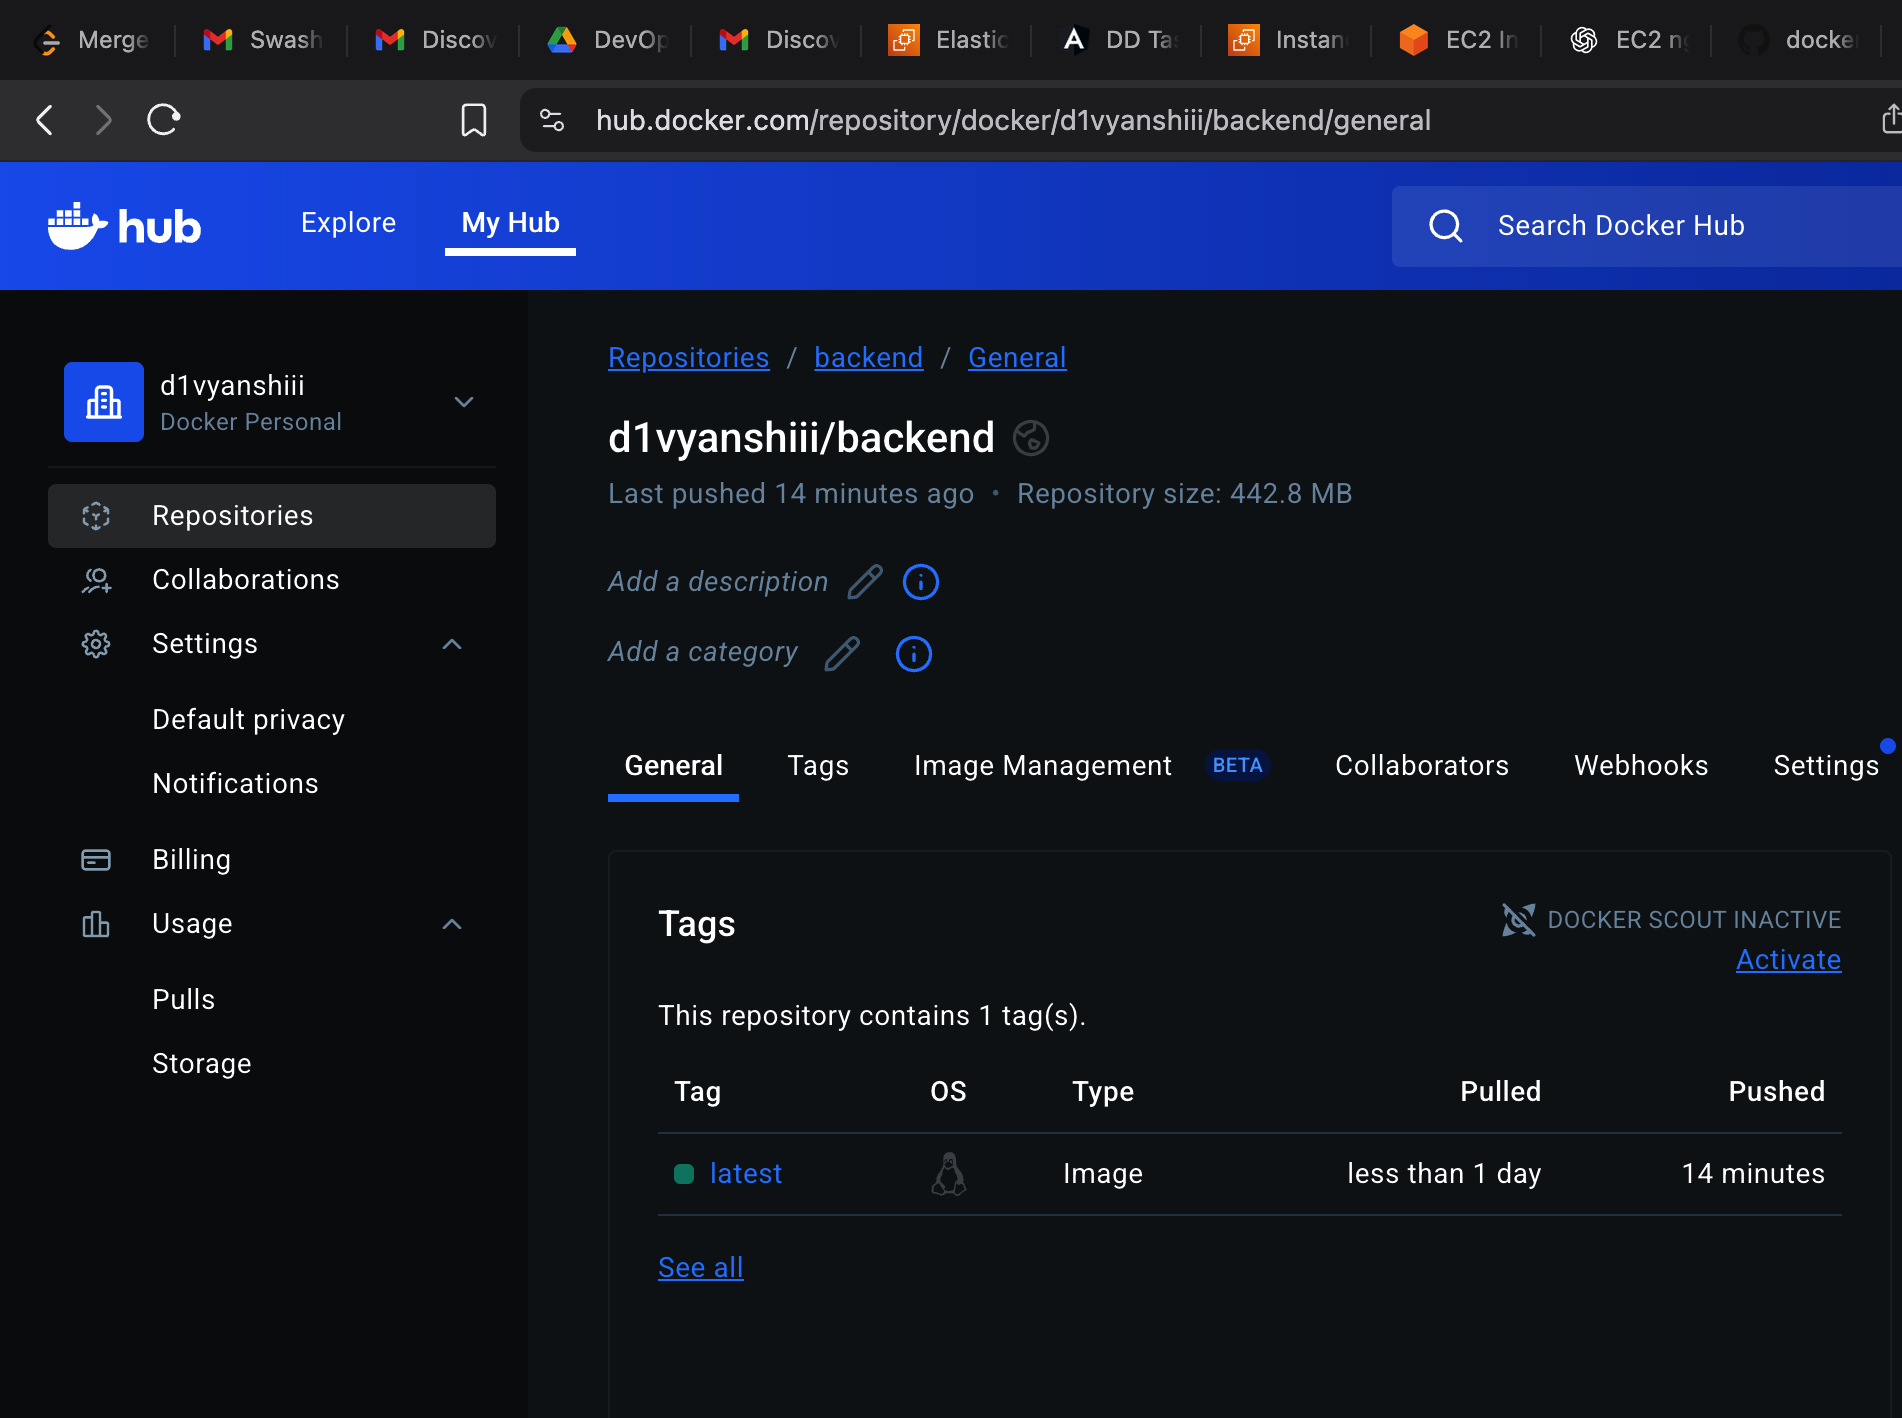 Merge
Swash
Discov
DevOp
Discov
Elastic
DD Tas
Instan
EC2 In
EC2 ng
docker
hub.docker.com/repository/docker/d1vyanshiii/backend/general
hub
Explore
My Hub
Search Docker Hub
d1vyanshiii
Docker Personal
Repositories
Collaborations
Settings
Default privacy
Notifications
Billing
Usage
Pulls
Storage
Repositories / backend / General
d1vyanshiii/backend
Last pushed 14 minutes ago • Repository size: 442.8 MB
Add a description
Add a category
General
Tags
Image Management BETA
Collaborators
Webhooks
Settings
Tags
DOCKER SCOUT INACTIVE
Activate
This repository contains 1 tag(s).
Tag OS Type Pulled Pushed
latest Image less than 1 day 14 minutes
See all